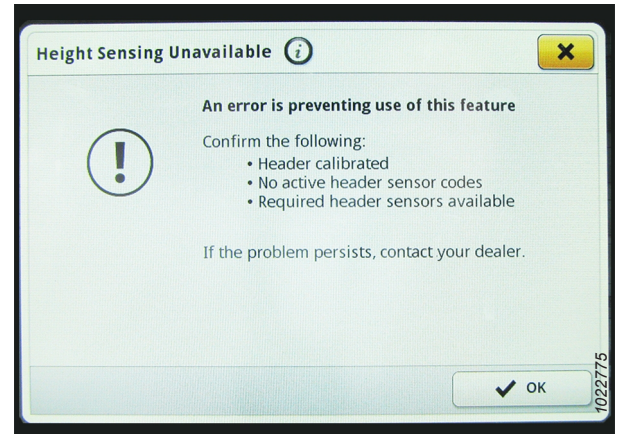 Height Sensing Unavailable
An error is preventing use of this feature
Confirm the following:
• Header calibrated
• No active header sensor codes
• Required header sensors available
If the problem persists, contact your dealer.
OK
1022775